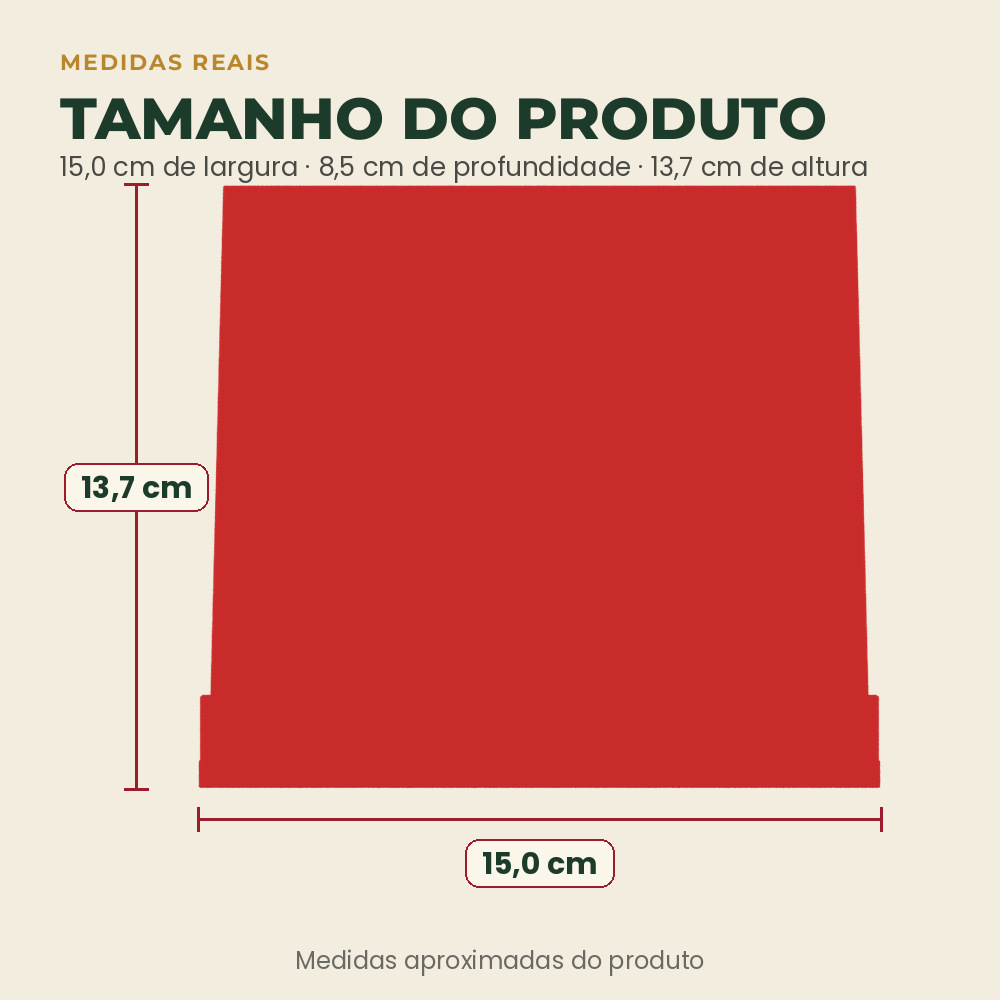 MEDIDAS REAIS
TAMANHO DO PRODUTO
15,0 cm de largura · 8,5 cm de profundidade · 13,7 cm de altura
13,7 cm
15,0 cm
Medidas aproximadas do produto